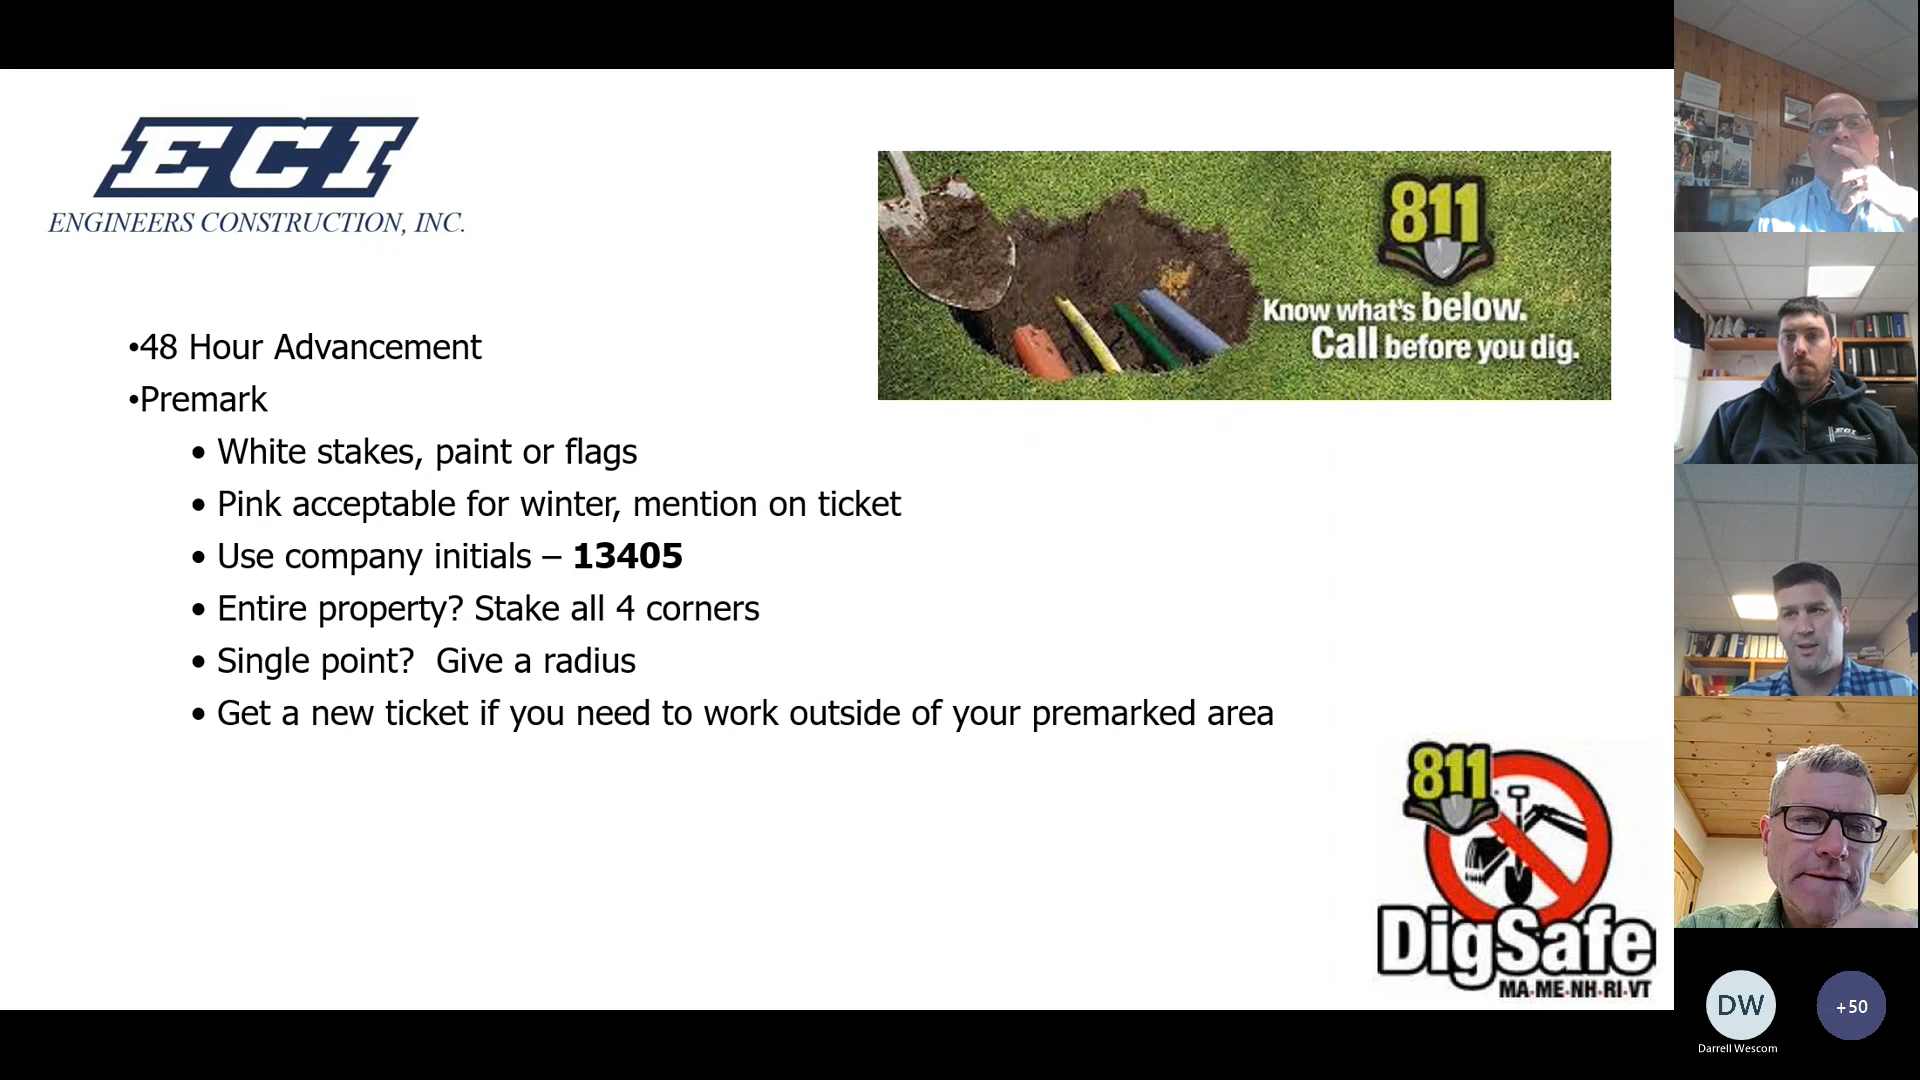 ECI
ENGINEERS CONSTRUCTION, INC.
811
Know what's below.
Call before you dig.
•48 Hour Advancement
•Premark
• White stakes, paint or flags
• Pink acceptable for winter, mention on ticket
• Use company initials – 13405
• Entire property? Stake all 4 corners
• Single point?  Give a radius
• Get a new ticket if you need to work outside of your premarked area
811
DigSafe
MA·ME·NH·RI·VT
ECI
DW
+50
Darrell Wescom